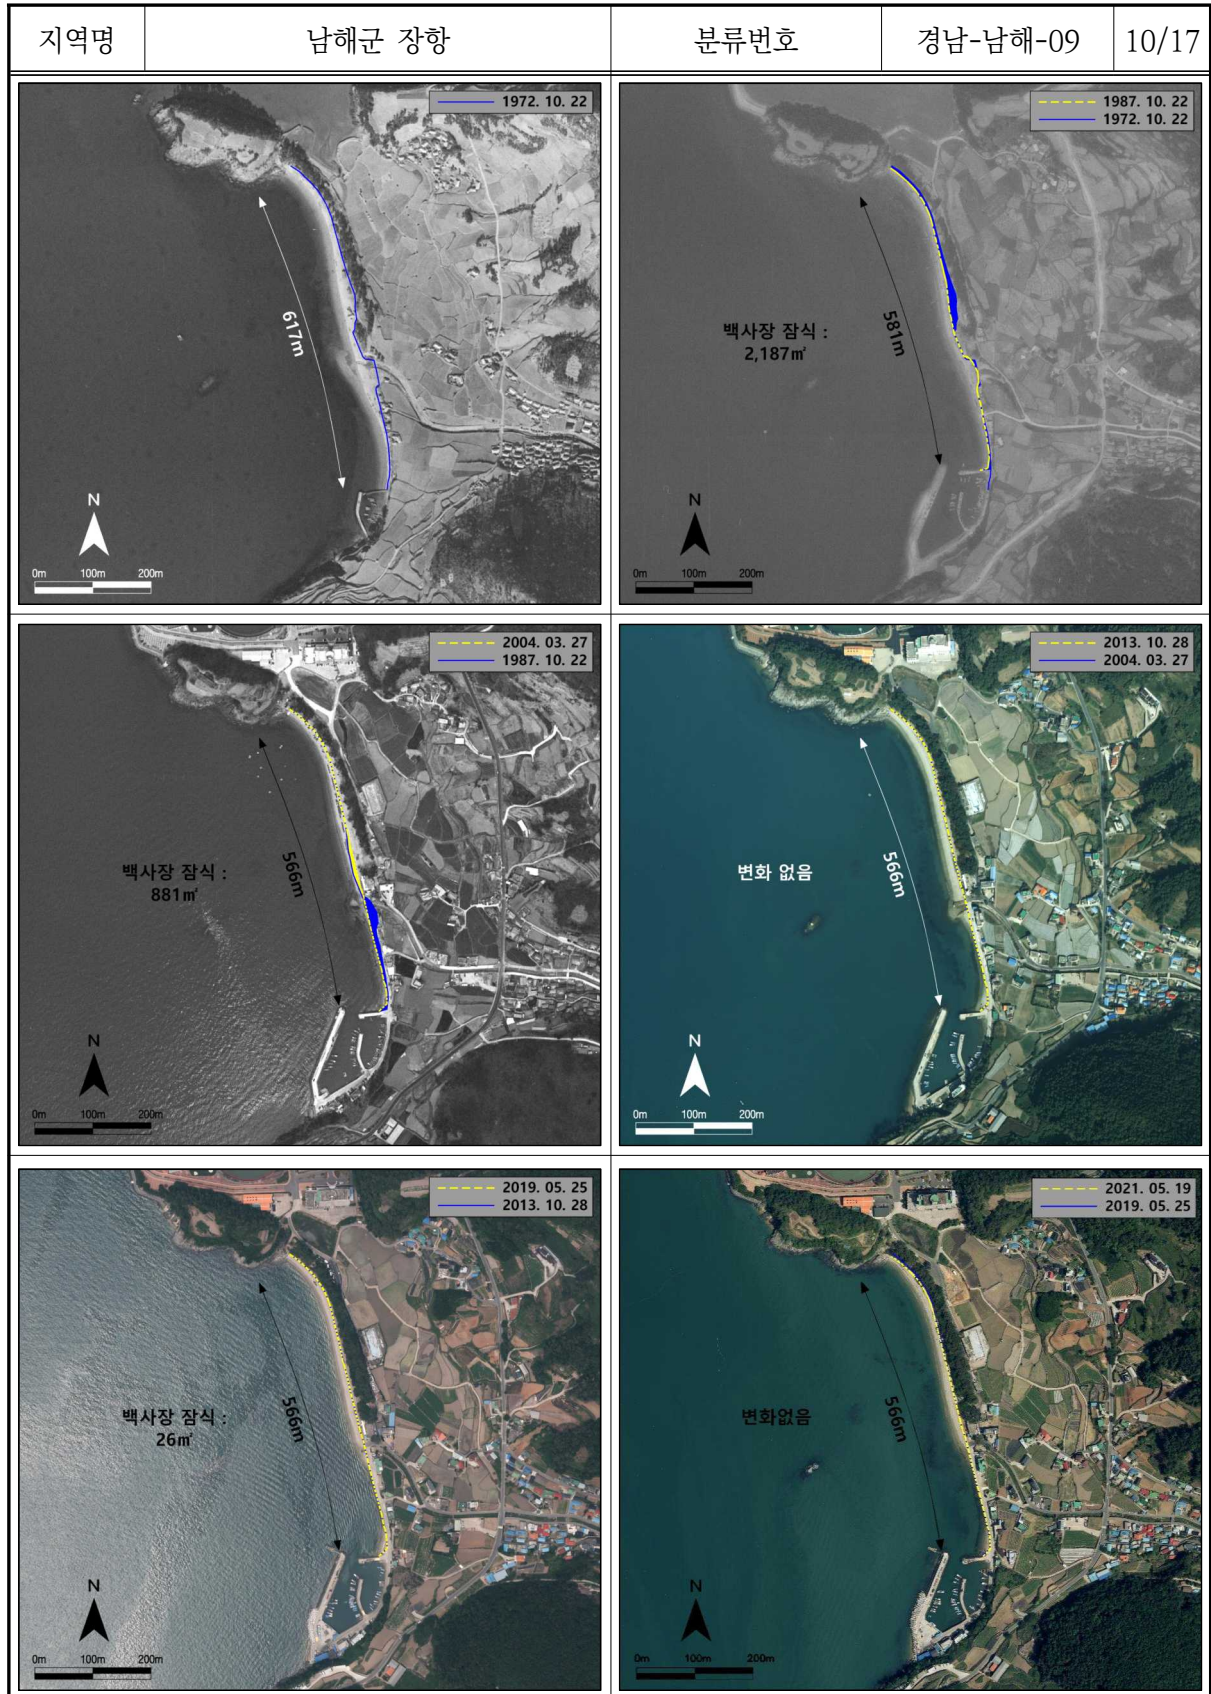 지역명 남해군 장항 분류번호 경남-남해-09 10/17
1972. 10. 22
617m
N
0m 100m 200m
1987. 10. 22
1972. 10. 22
백사장 잠식 :
2,187㎡
581m
N
0m 100m 200m
2004. 03. 27
1987. 10. 22
백사장 잠식 :
881㎡
566m
N
0m 100m 200m
2013. 10. 28
2004. 03. 27
변화 없음
566m
N
0m 100m 200m
2019. 05. 25
2013. 10. 28
백사장 잠식 :
26㎡
566m
N
0m 100m 200m
2021. 05. 19
2019. 05. 25
변화없음
566m
N
0m 100m 200m